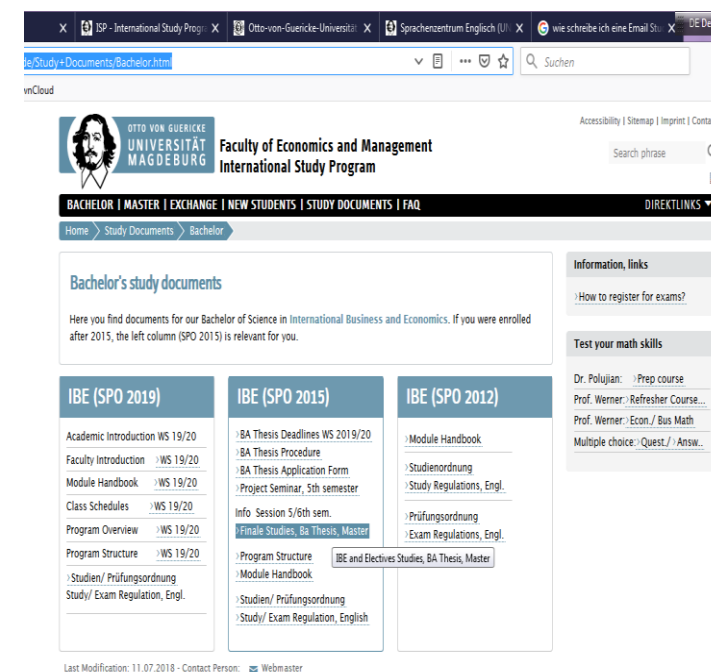 X ISP - International Study Progra X Otto-von-Guericke-Universität X Sprachenzentrum Englisch (UN X wie schreibe ich eine Email Stu X DE De
de/Study+Documents/Bachelor.html Suchen
wnCloud
Accessibility | Sitemap | Imprint | Conta
OTTO VON GUERICKE
UNIVERSITÄT
MAGDEBURG
Faculty of Economics and Management
International Study Program
Search phrase
BACHELOR | MASTER | EXCHANGE | NEW STUDENTS | STUDY DOCUMENTS | FAQ DIREKTLINKS
Home Study Documents Bachelor
Bachelor's study documents
Here you find documents for our Bachelor of Science in International Business and Economics. If you were enrolled
after 2015, the left column (SPO 2015) is relevant for you.
IBE (SPO 2019)
Academic Introduction WS 19/20
Faculty Introduction WS 19/20
Module Handbook WS 19/20
Class Schedules WS 19/20
Program Overview WS 19/20
Program Structure WS 19/20
Studien/ Prüfungsordnung
Study/ Exam Regulation, Engl.
IBE (SPO 2015)
BA Thesis Deadlines WS 2019/20
BA Thesis Procedure
BA Thesis Application Form
Project Seminar, 5th semester
Info Session 5/6th sem.
Finale Studies, Ba Thesis, Master
IBE and Electives Studies, BA Thesis, Master
Program Structure
Module Handbook
Studien/ Prüfungsordnung
Study/ Exam Regulation, English
IBE (SPO 2012)
Module Handbook
Studienordnung
Study Regulations, Engl.
Prüfungsordnung
Exam Regulations, Engl.
Information, links
How to register for exams?
Test your math skills
Dr. Polujian: Prep course
Prof. Werner: Refresher Course...
Prof. Werner: Econ./ Bus Math
Multiple choice: Quest./ Answ..
Last Modification: 11.07.2018 - Contact Person: Webmaster